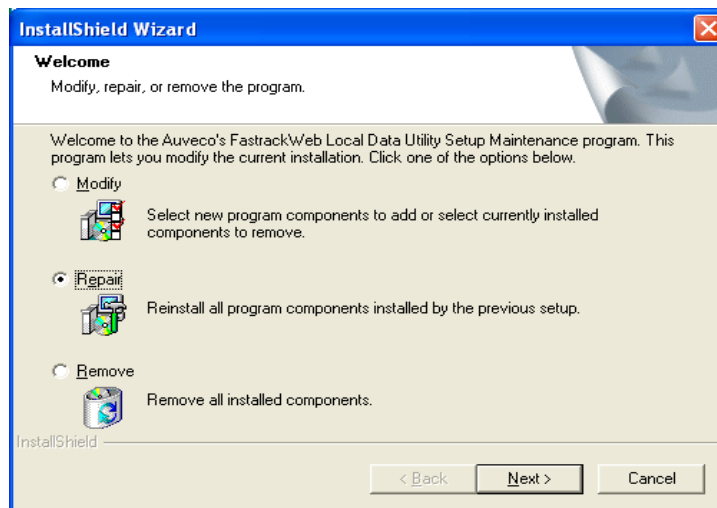 InstallShield Wizard
Welcome
Modify, repair, or remove the program.
Welcome to the Auveco's FastrackWeb Local Data Utility Setup Maintenance program. This
program lets you modify the current installation. Click one of the options below.
Modify
Select new program components to add or select currently installed
components to remove.
Repair
Reinstall all program components installed by the previous setup.
Remove
Remove all installed components.
InstallShield
< Back
Next >
Cancel